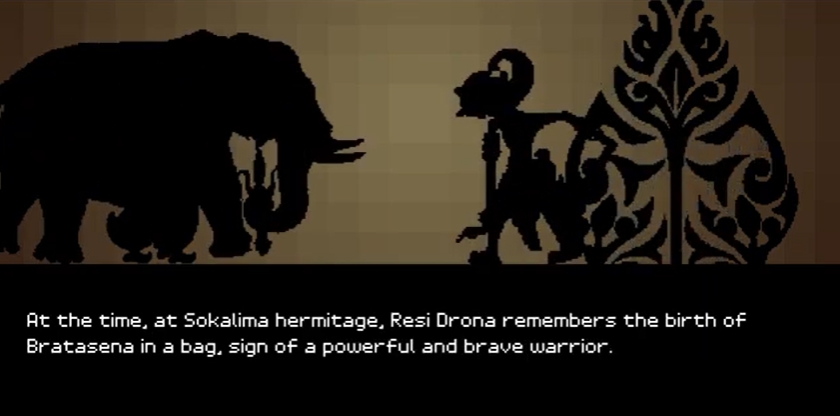 At the time, at Sokalima hermitage, Resi Drona remembers the birth of
Bratasena in a bag, sign of a powerful and brave warrior.